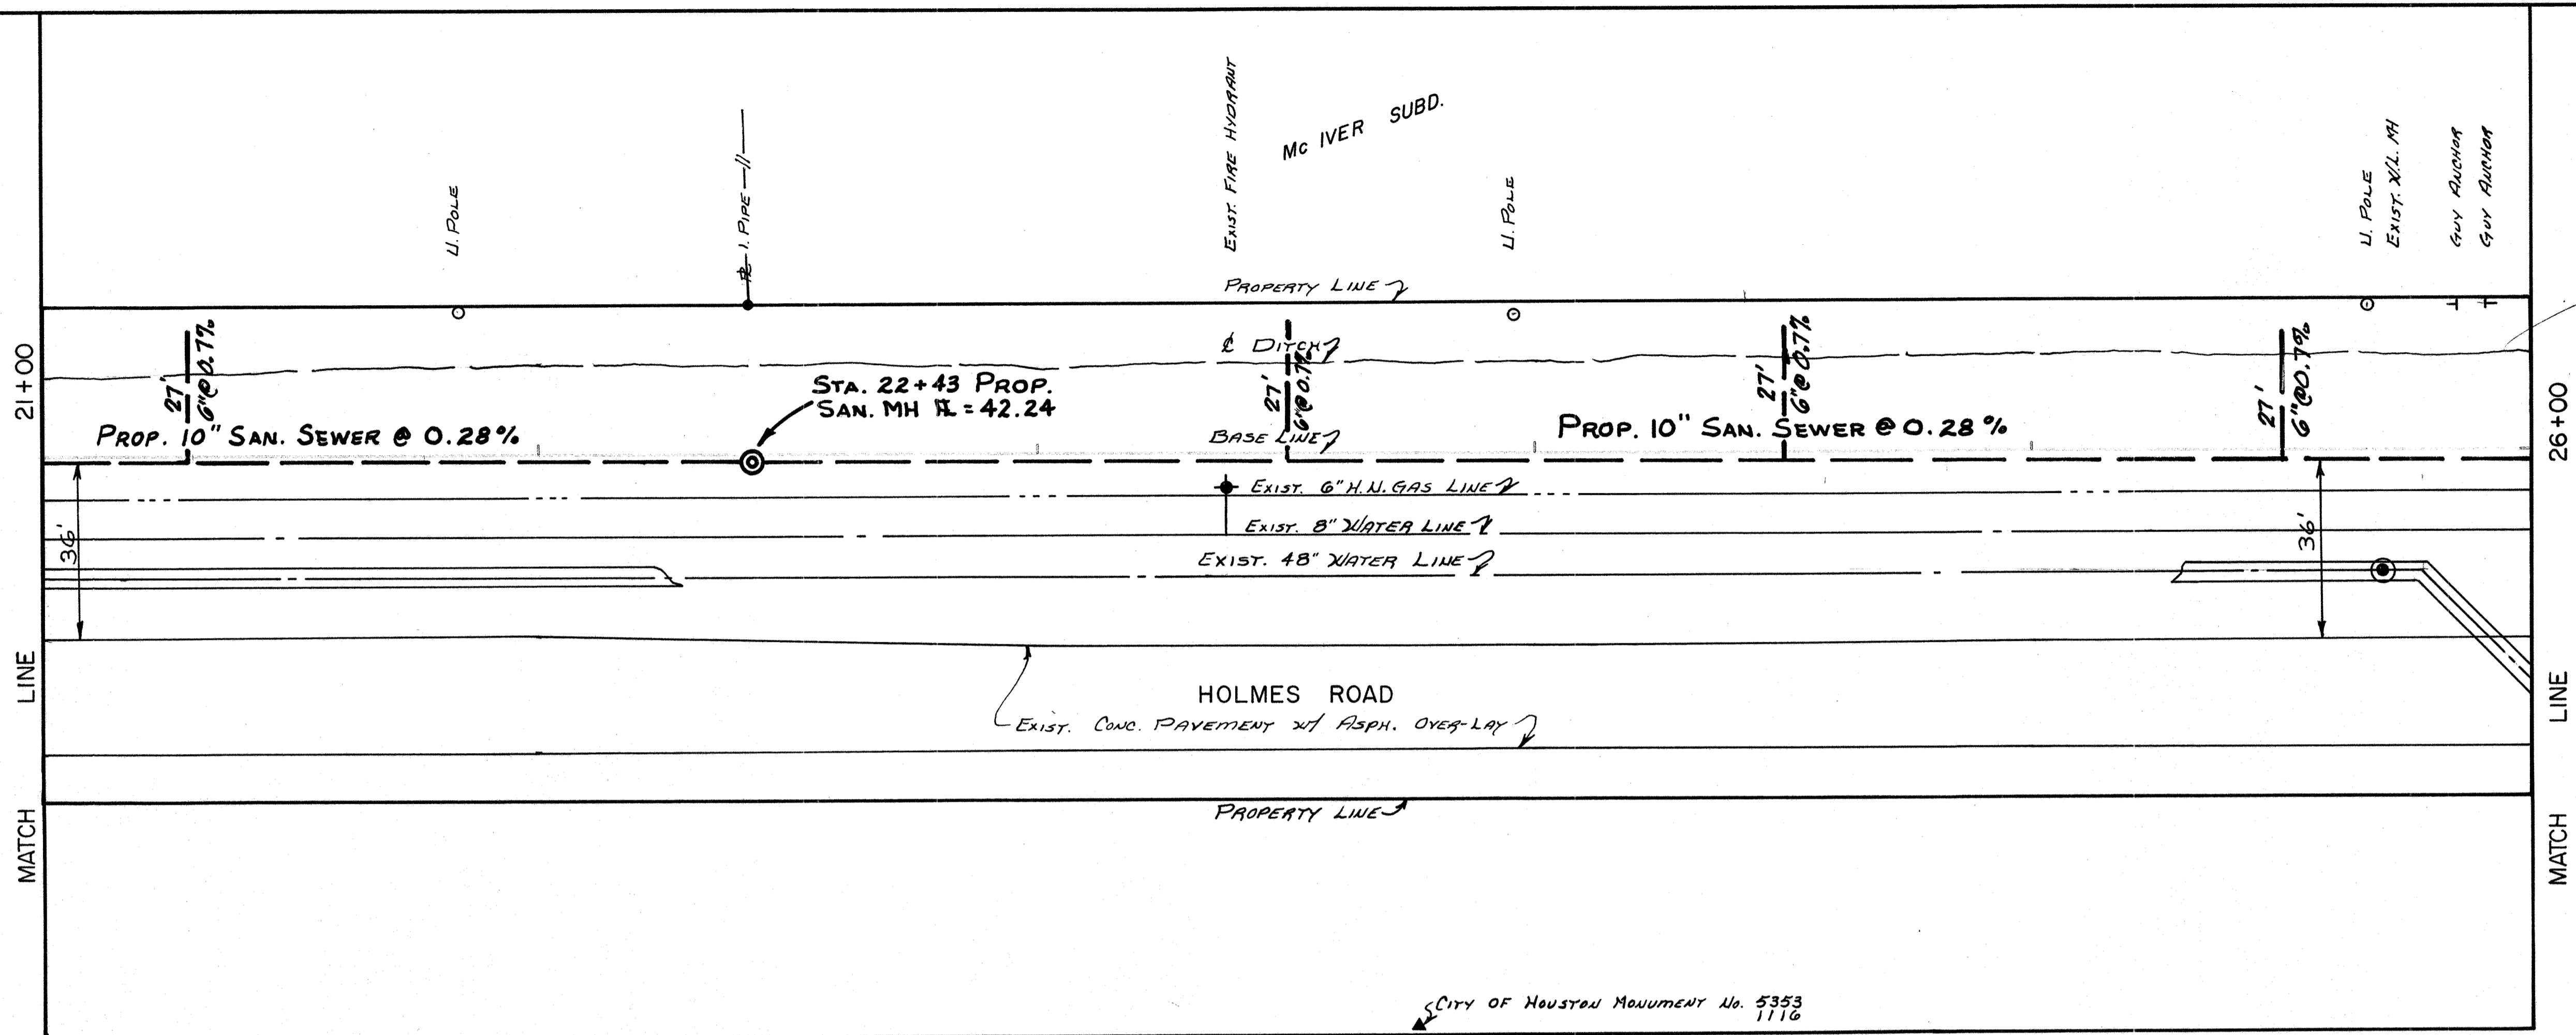 EXIST. FIRE HYDRANT
Mc IVER SUBD.
U. POLE
I. PIPE
U. POLE
U. POLE
EXIST. W.L. MH
GUY ANCHOR
GUY ANCHOR
PROPERTY LINE
℄ DITCH
21+00
27'
6"@0.7%
STA. 22+43 PROP.
SAN. MH FL = 42.24
27'
6"@0.7%
27'
6"@0.7%
27'
6"@0.7%
26+00
PROP. 10" SAN. SEWER @ 0.28%
BASE LINE
PROP. 10" SAN. SEWER @ 0.28%
EXIST. 6" H.N. GAS LINE
EXIST. 8" WATER LINE
EXIST. 48" WATER LINE
36'
36'
HOLMES ROAD
EXIST. CONC. PAVEMENT W/ ASPH. OVER-LAY
PROPERTY LINE
MATCH LINE
MATCH LINE
CITY OF HOUSTON MONUMENT NO. 5353
1116